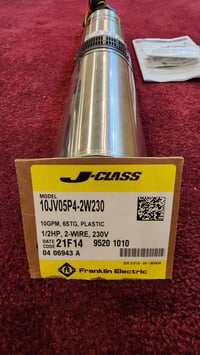 J-CLASS
MODEL
10JV05P4-2W230
10GPM, 6STG, PLASTIC
1/2HP, 2-WIRE, 230V
DATE CODE 21F14 9520 1010
04 06943 A
Franklin Electric